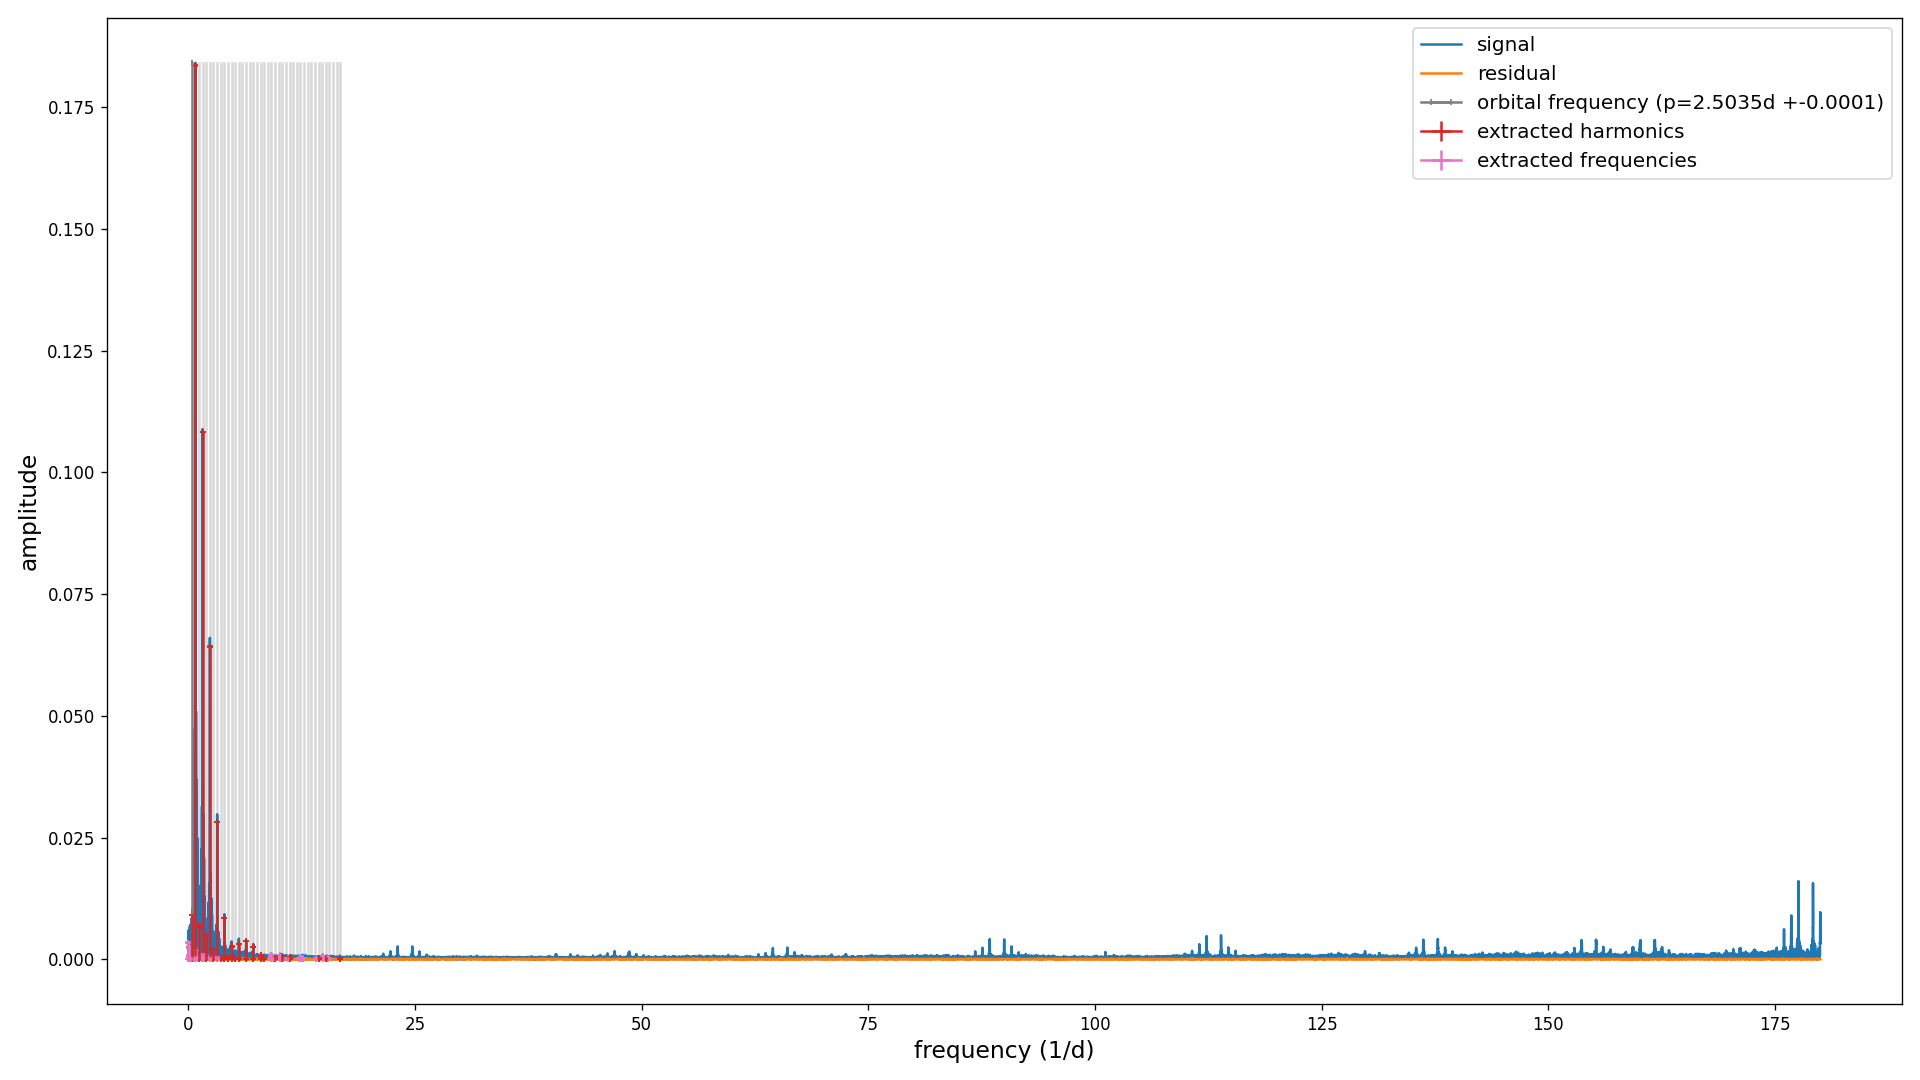 signal
residual
orbital frequency (p=2.5035d +-0.0001)
extracted harmonics
extracted frequencies
amplitude
0.175
0.150
0.125
0.100
0.075
0.050
0.025
0.000
0 25 50 75 100 125 150 175
frequency (1/d)